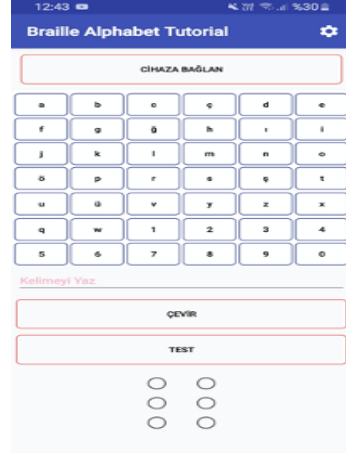 12:43 %30
Braille Alphabet Tutorial
CİHAZA BAĞLAN
a b c ç d e
f g ğ h ı i
j k l m n o
ö p r s ş t
u ü v y z x
q w 1 2 3 4
5 6 7 8 9 0
Kelimeyi Yaz
ÇEVİR
TEST